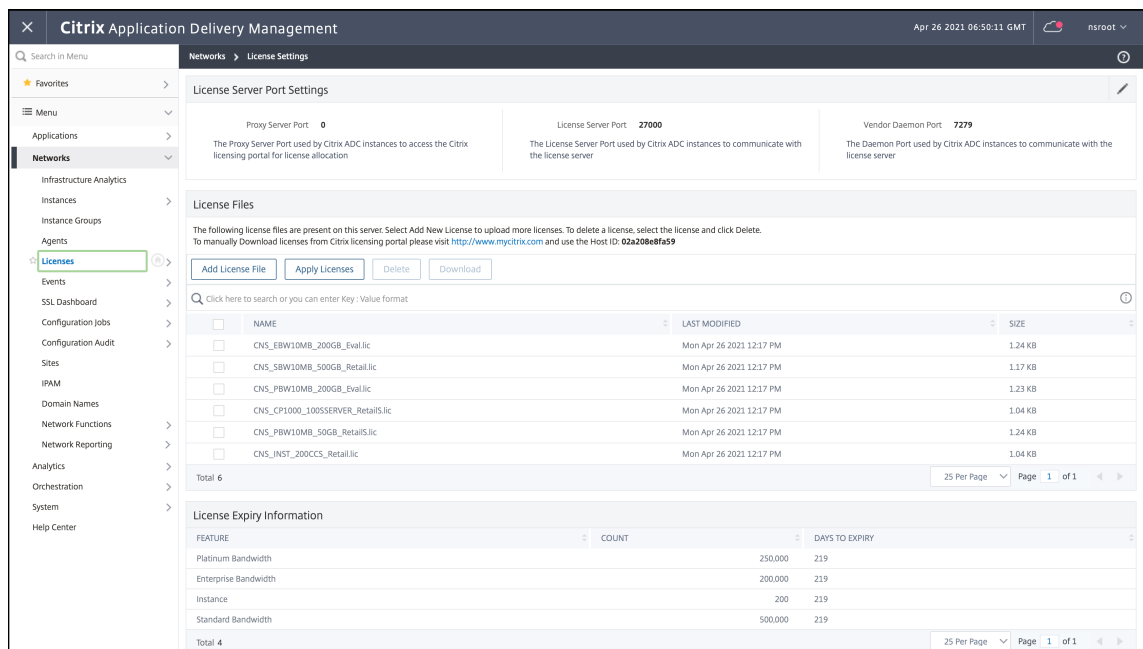 Citrix Application Delivery Management
Apr 26 2021 06:50:11 GMT
nsroot
Search in Menu
Networks > License Settings
Favorites
Menu
Applications
Networks
Infrastructure Analytics
Instances
Instance Groups
Agents
Licenses
Events
SSL Dashboard
Configuration Jobs
Configuration Audit
Sites
IPAM
Domain Names
Network Functions
Network Reporting
Analytics
Orchestration
System
Help Center
License Server Port Settings
Proxy Server Port 0
The Proxy Server Port used by Citrix ADC instances to access the Citrix
licensing portal for license allocation
License Server Port 27000
The License Server Port used by Citrix ADC instances to communicate with
the license server
Vendor Daemon Port 7279
The Daemon Port used by Citrix ADC instances to communicate with the
license server
License Files
The following license files are present on this server. Select Add New License to upload more licenses. To delete a license, select the license and click Delete.
To manually Download licenses from Citrix licensing portal please visit http://www.mycitrix.com and use the Host ID: 02a208e8fa59
Add License File Apply Licenses Delete Download
Click here to search or you can enter Key : Value format
NAME LAST MODIFIED SIZE
CNS_EBW10MB_200GB_Eval.lic Mon Apr 26 2021 12:17 PM 1.24 KB
CNS_SBW10MB_500GB_Retail.lic Mon Apr 26 2021 12:17 PM 1.17 KB
CNS_PBW10MB_200GB_Eval.lic Mon Apr 26 2021 12:17 PM 1.23 KB
CNS_CP1000_100SSERVER_RetailS.lic Mon Apr 26 2021 12:17 PM 1.04 KB
CNS_PBW10MB_50GB_RetailS.lic Mon Apr 26 2021 12:17 PM 1.24 KB
CNS_INST_200CCS_Retail.lic Mon Apr 26 2021 12:17 PM 1.04 KB
Total 6 25 Per Page Page 1 of 1
License Expiry Information
FEATURE COUNT DAYS TO EXPIRY
Platinum Bandwidth 250,000 219
Enterprise Bandwidth 200,000 219
Instance 200 219
Standard Bandwidth 500,000 219
Total 4 25 Per Page Page 1 of 1